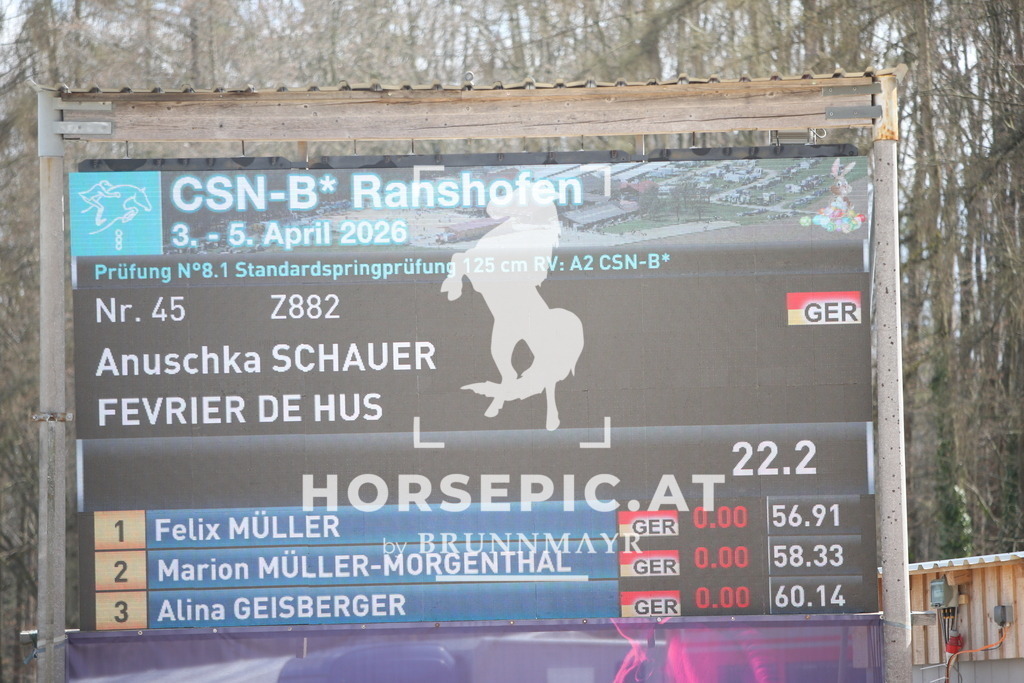 CSN-B* Ranshofen
3. - 5. April 2026
Prüfung N°8.1 Standardspringprüfung 125 cm RV: A2 CSN-B*
Nr. 45 Z882 GER
Anuschka SCHAUER
FEVRIER DE HUS
22.2
HORSEPIC.AT
1 Felix MÜLLER GER 0.00 56.91
by BRUNNMAYR
2 Marion MÜLLER-MORGENTHAL GER 0.00 58.33
3 Alina GEISBERGER GER 0.00 60.14